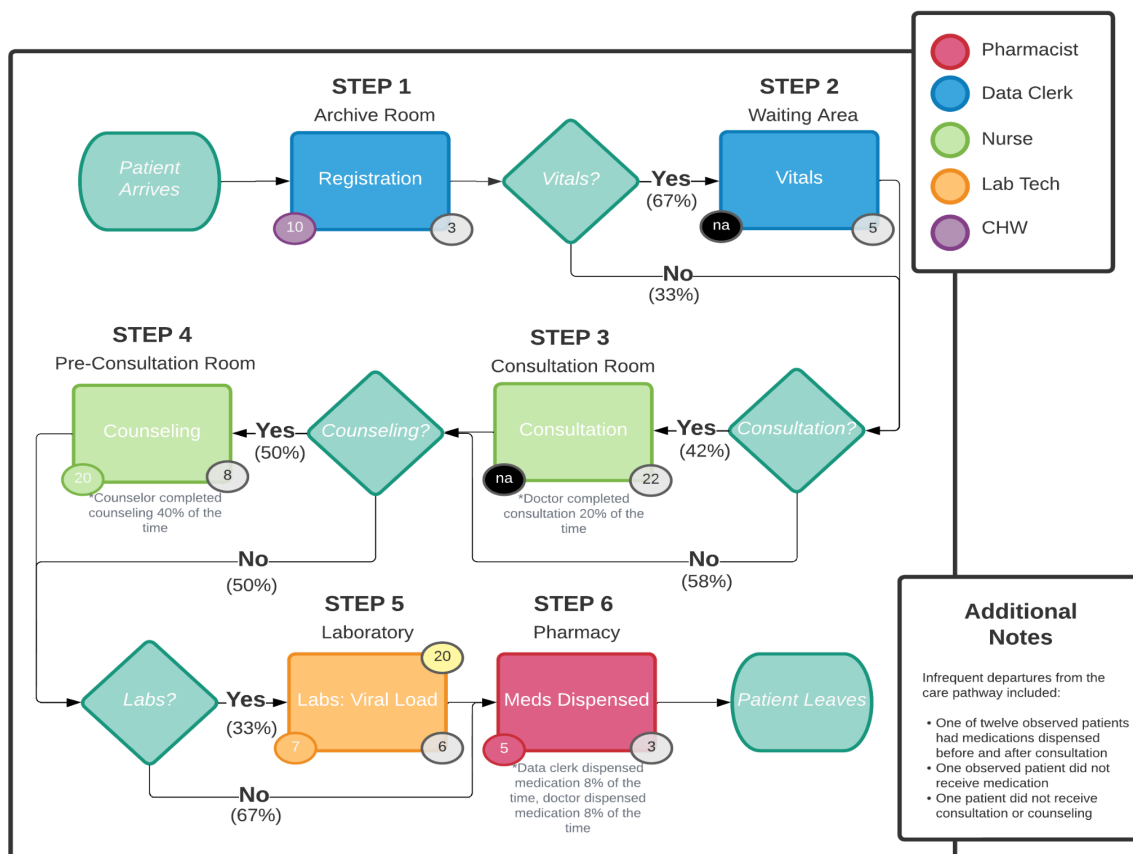 Pharmacist
Data Clerk
Nurse
Lab Tech
CHW
STEP 1
Archive Room
Patient
Arrives
Registration
10
3
Vitals?
Yes
(67%)
No
(33%)
STEP 2
Waiting Area
Vitals
na
5
STEP 4
Pre-Consultation Room
Counseling
20
8
*Counselor completed
counseling 40% of the
time
Yes
(50%)
Counseling?
No
(50%)
STEP 3
Consultation Room
Consultation
na
22
*Doctor completed
consultation 20% of the
time
Yes
(42%)
Consultation?
No
(58%)
Labs?
Yes
(33%)
No
(67%)
STEP 5
Laboratory
20
Labs: Viral Load
7
6
STEP 6
Pharmacy
Meds Dispensed
5
3
*Data clerk dispensed
medication 8% of the
time, doctor dispensed
medication 8% of the
time
Patient Leaves
Additional
Notes
Infrequent departures from the
care pathway included:
• One of twelve observed patients
had medications dispensed
before and after consultation
• One observed patient did not
receive medication
• One patient did not receive
consultation or counseling